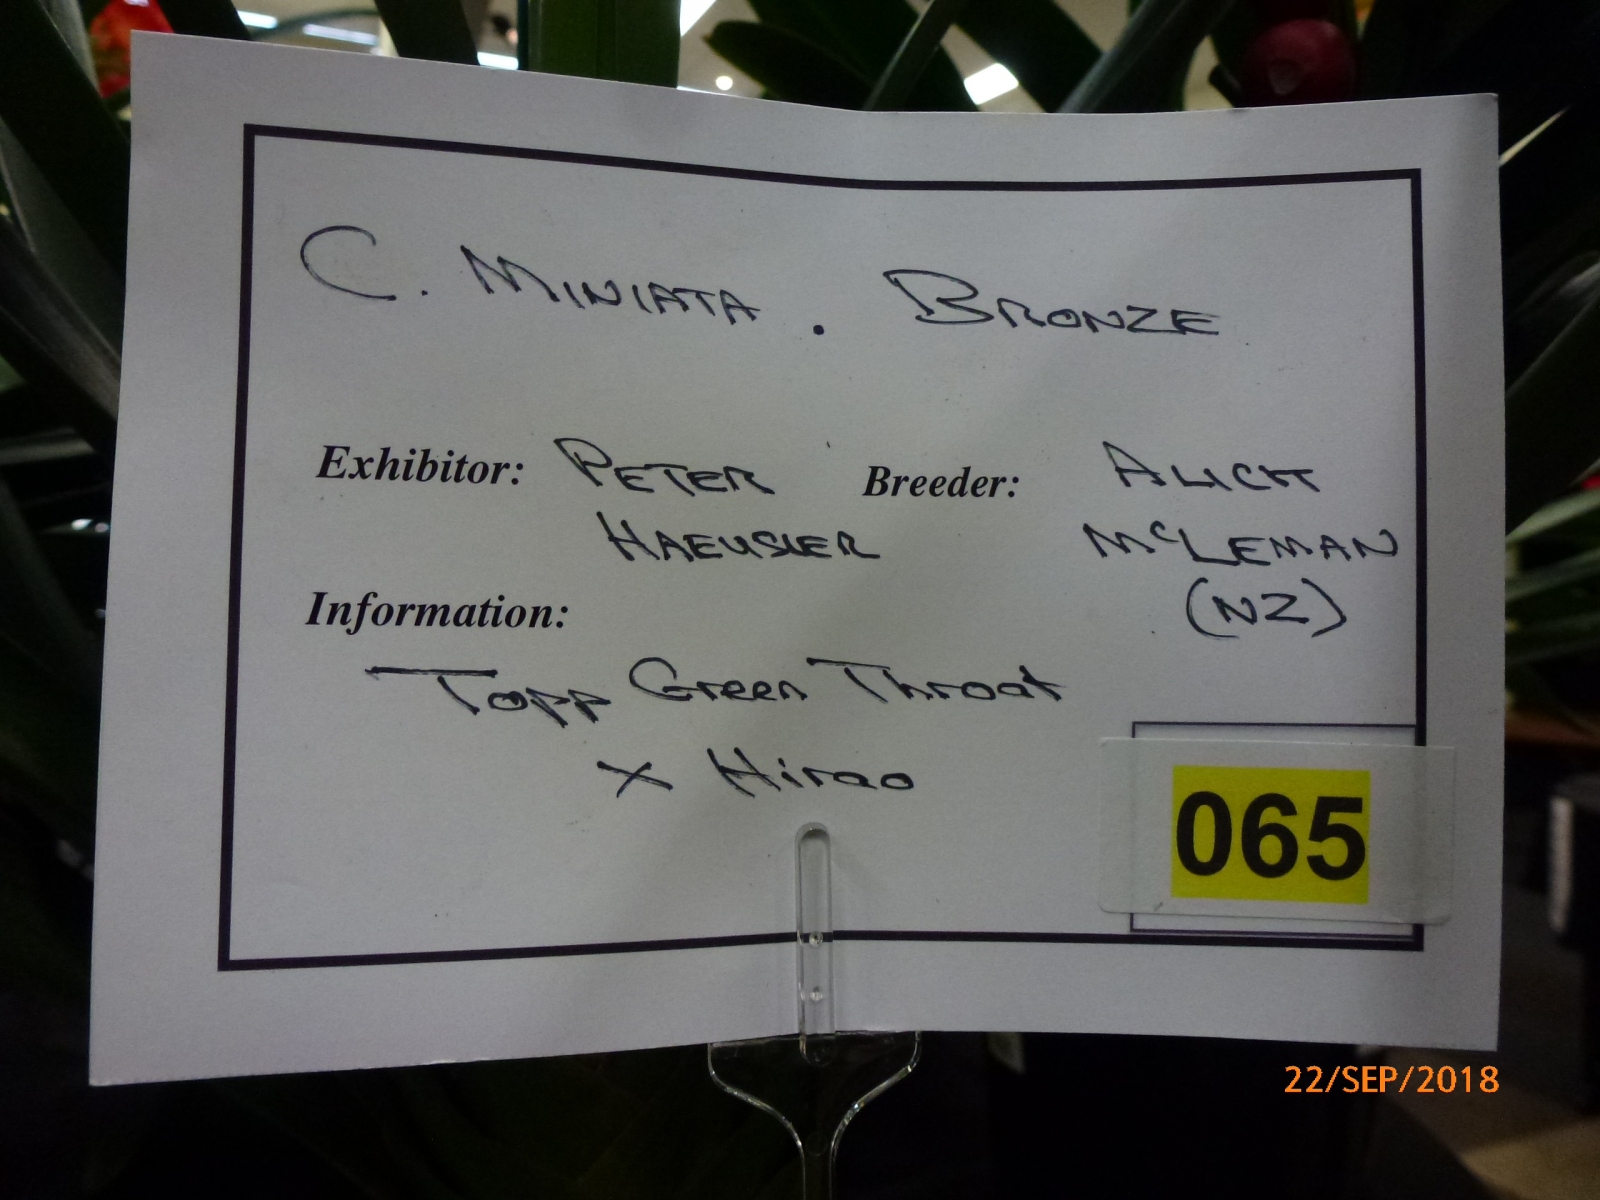 C. MINIATA. BRONZE
Exhibitor: PETER HAEUSLER
Breeder: ALICK McLEMAN (NZ)
Information:
Topp Green Throat
x Hirao
065
22/SEP/2018